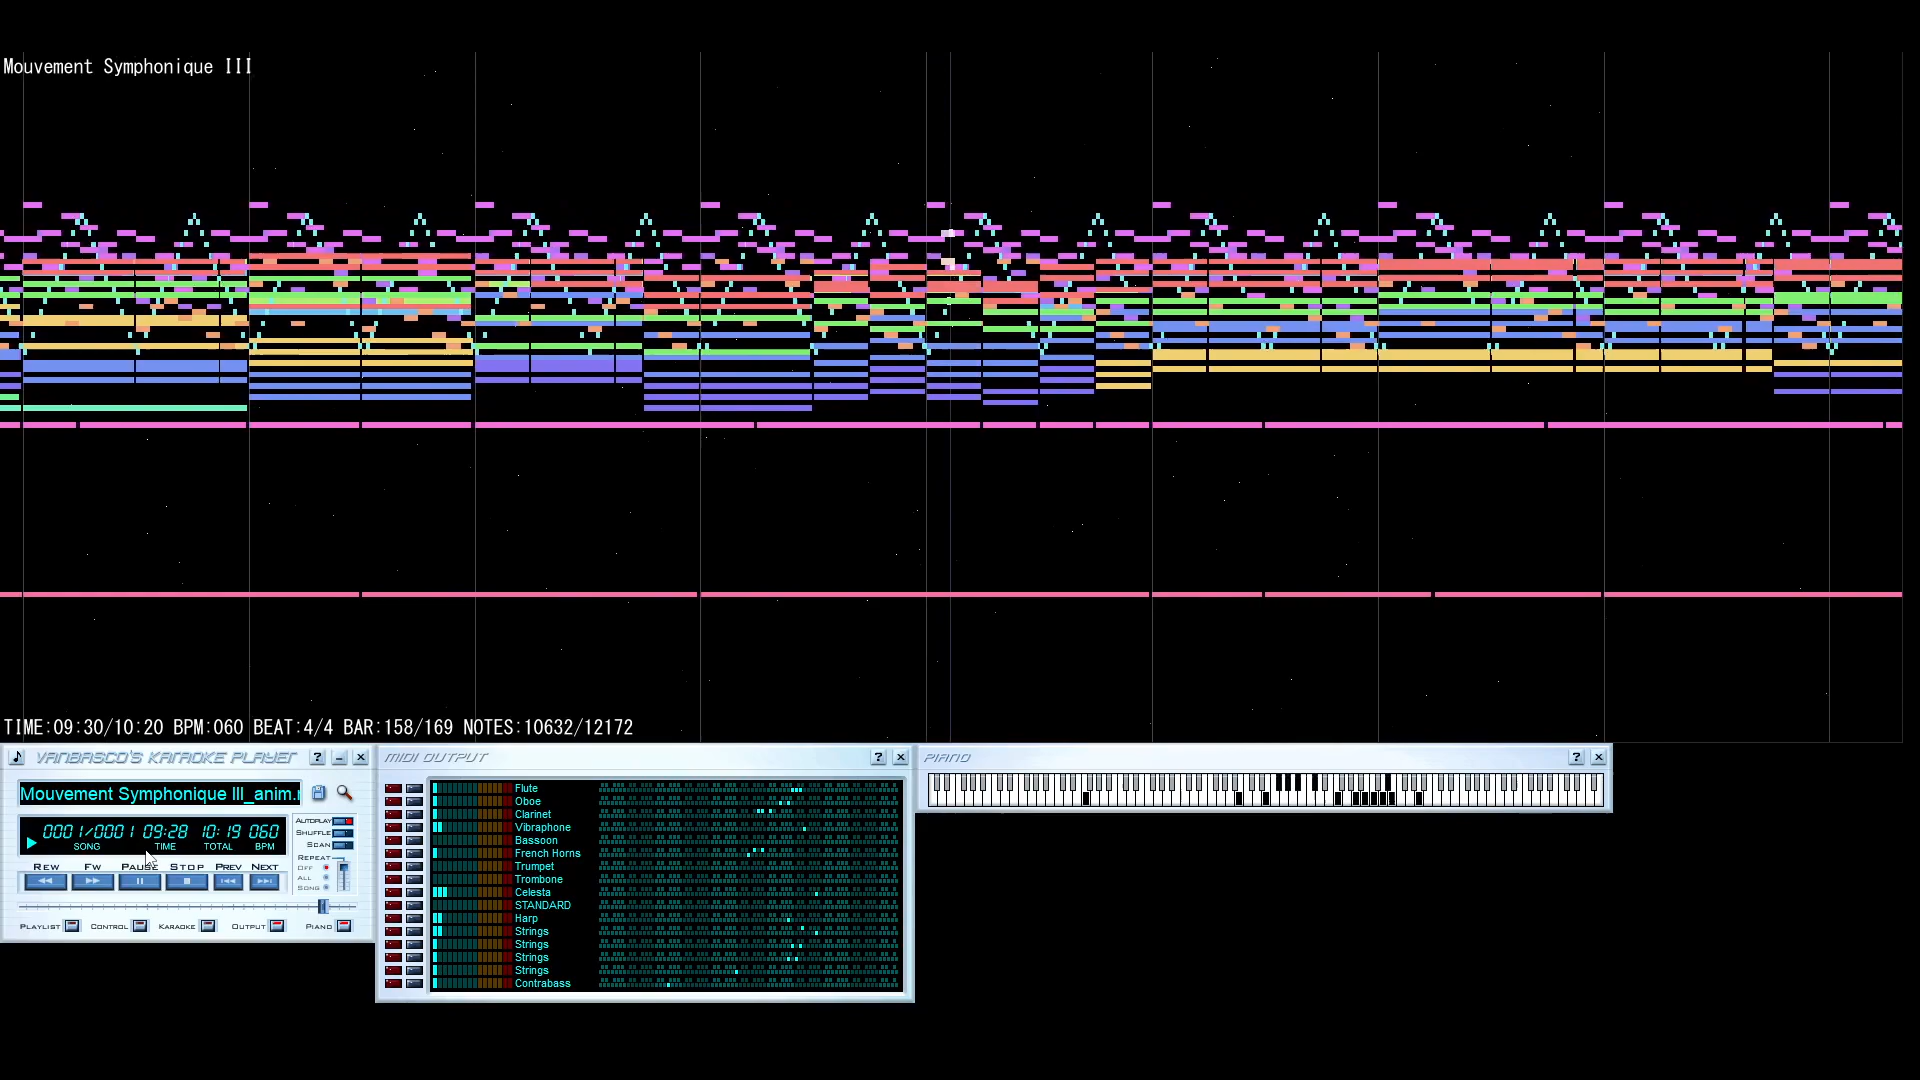 Mouvement Symphonique III
TIME:09:30/10:20 BPM:060 BEAT:4/4 BAR:158/169 NOTES:10632/12172
VANBASCO'S KARAOKE PLAYER
Mouvement Symphonique III_anim.
0001/0001 09:28 10:19 060
SONG TIME TOTAL BPM
AUTOPLAY
SHUFFLE
SCAN
REPEAT
OFF
ALL
SONG
REW FW PAUSE STOP PREV NEXT
PLAYLIST CONTROL KARAOKE OUTPUT PIANO
MIDI OUTPUT
Flute
Oboe
Clarinet
Vibraphone
Bassoon
French Horns
Trumpet
Trombone
Celesta
STANDARD
Harp
Strings
Strings
Strings
Strings
Contrabass
PIANO